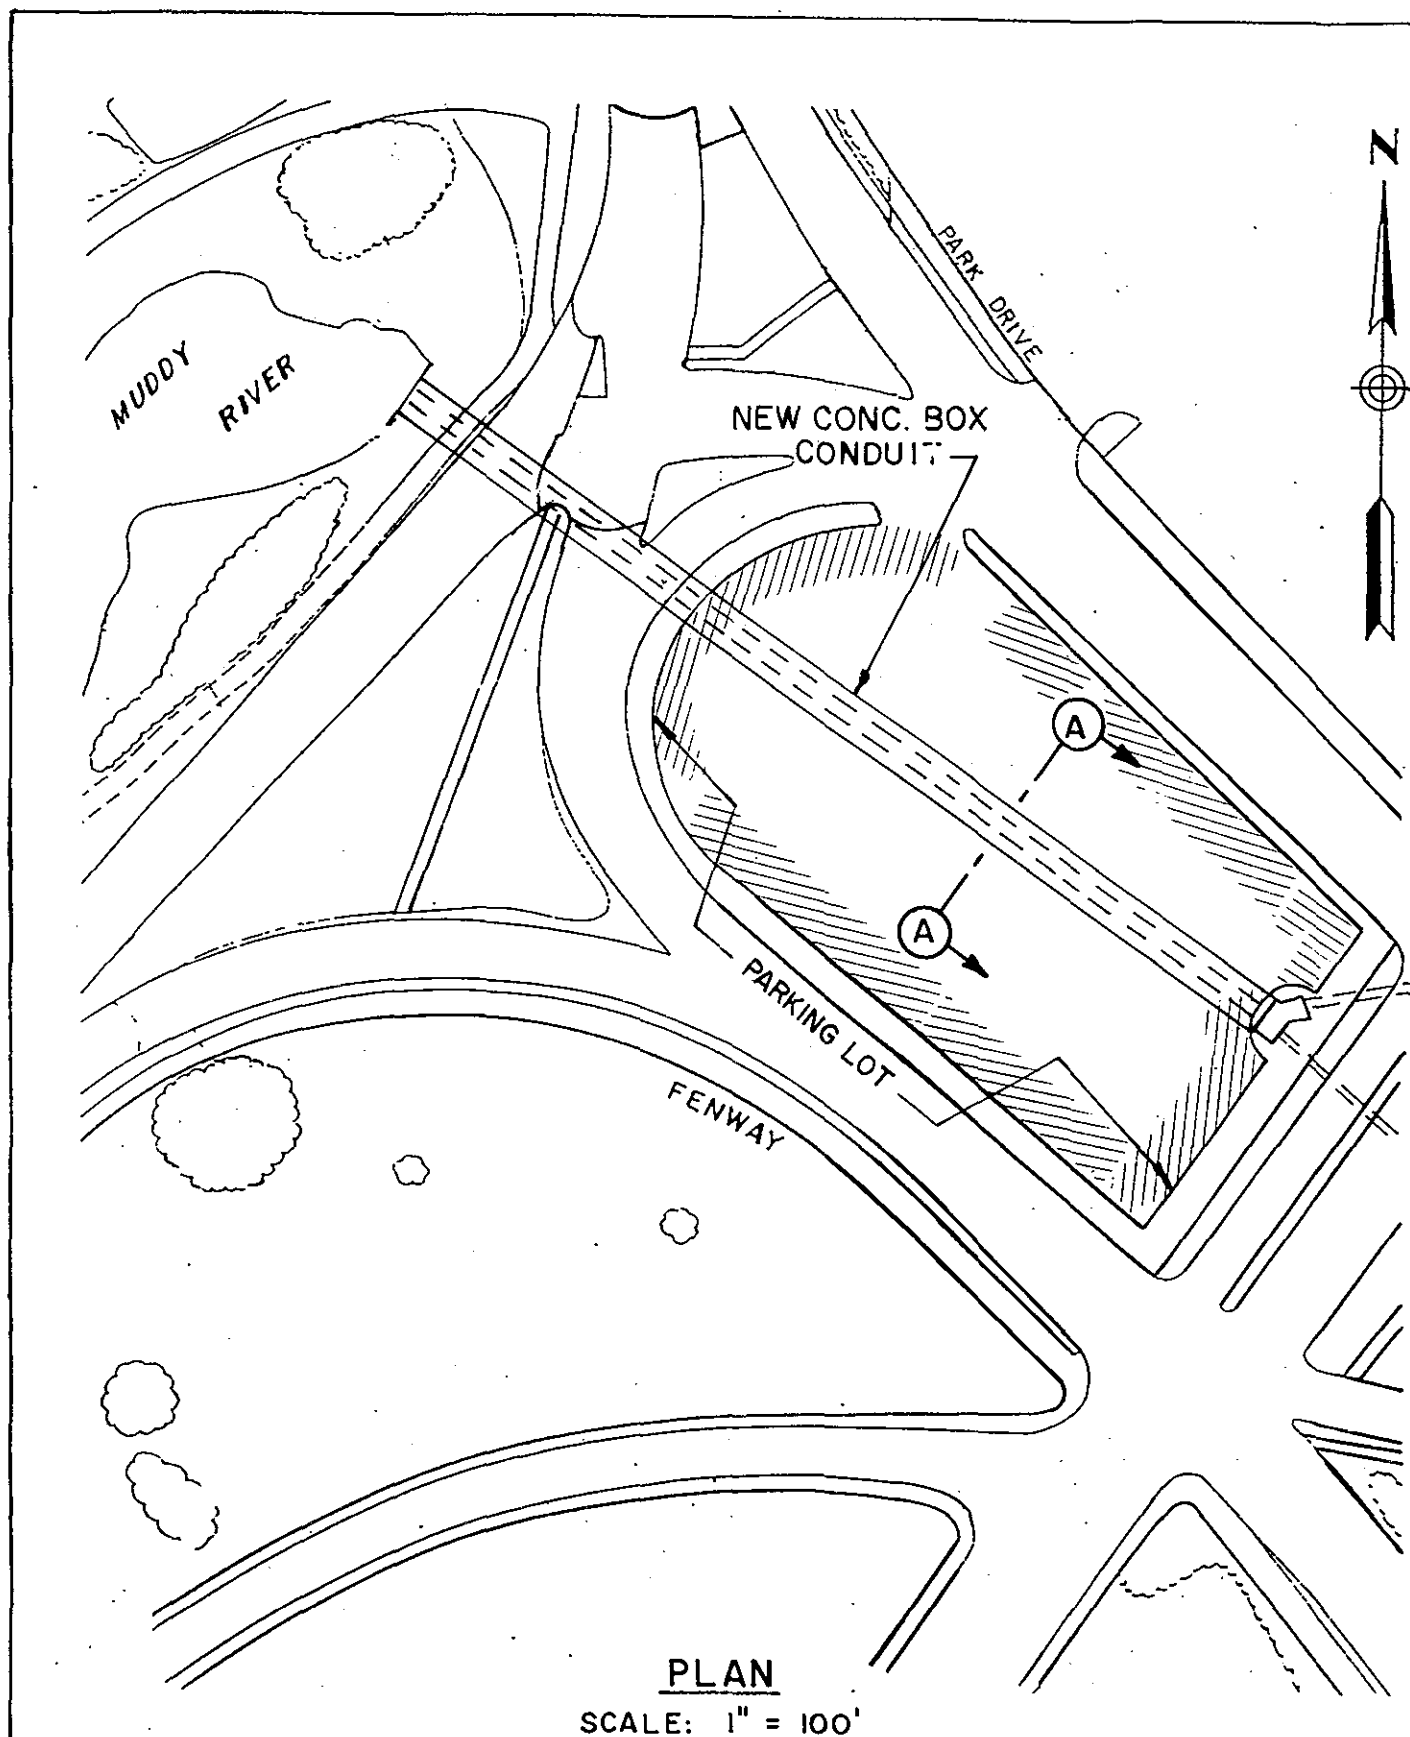 N
PARK DRIVE
MUDDY
RIVER
NEW CONC. BOX
CONDUIT
A
A
PARKING LOT
FENWAY
PLAN
SCALE: 1" = 100'